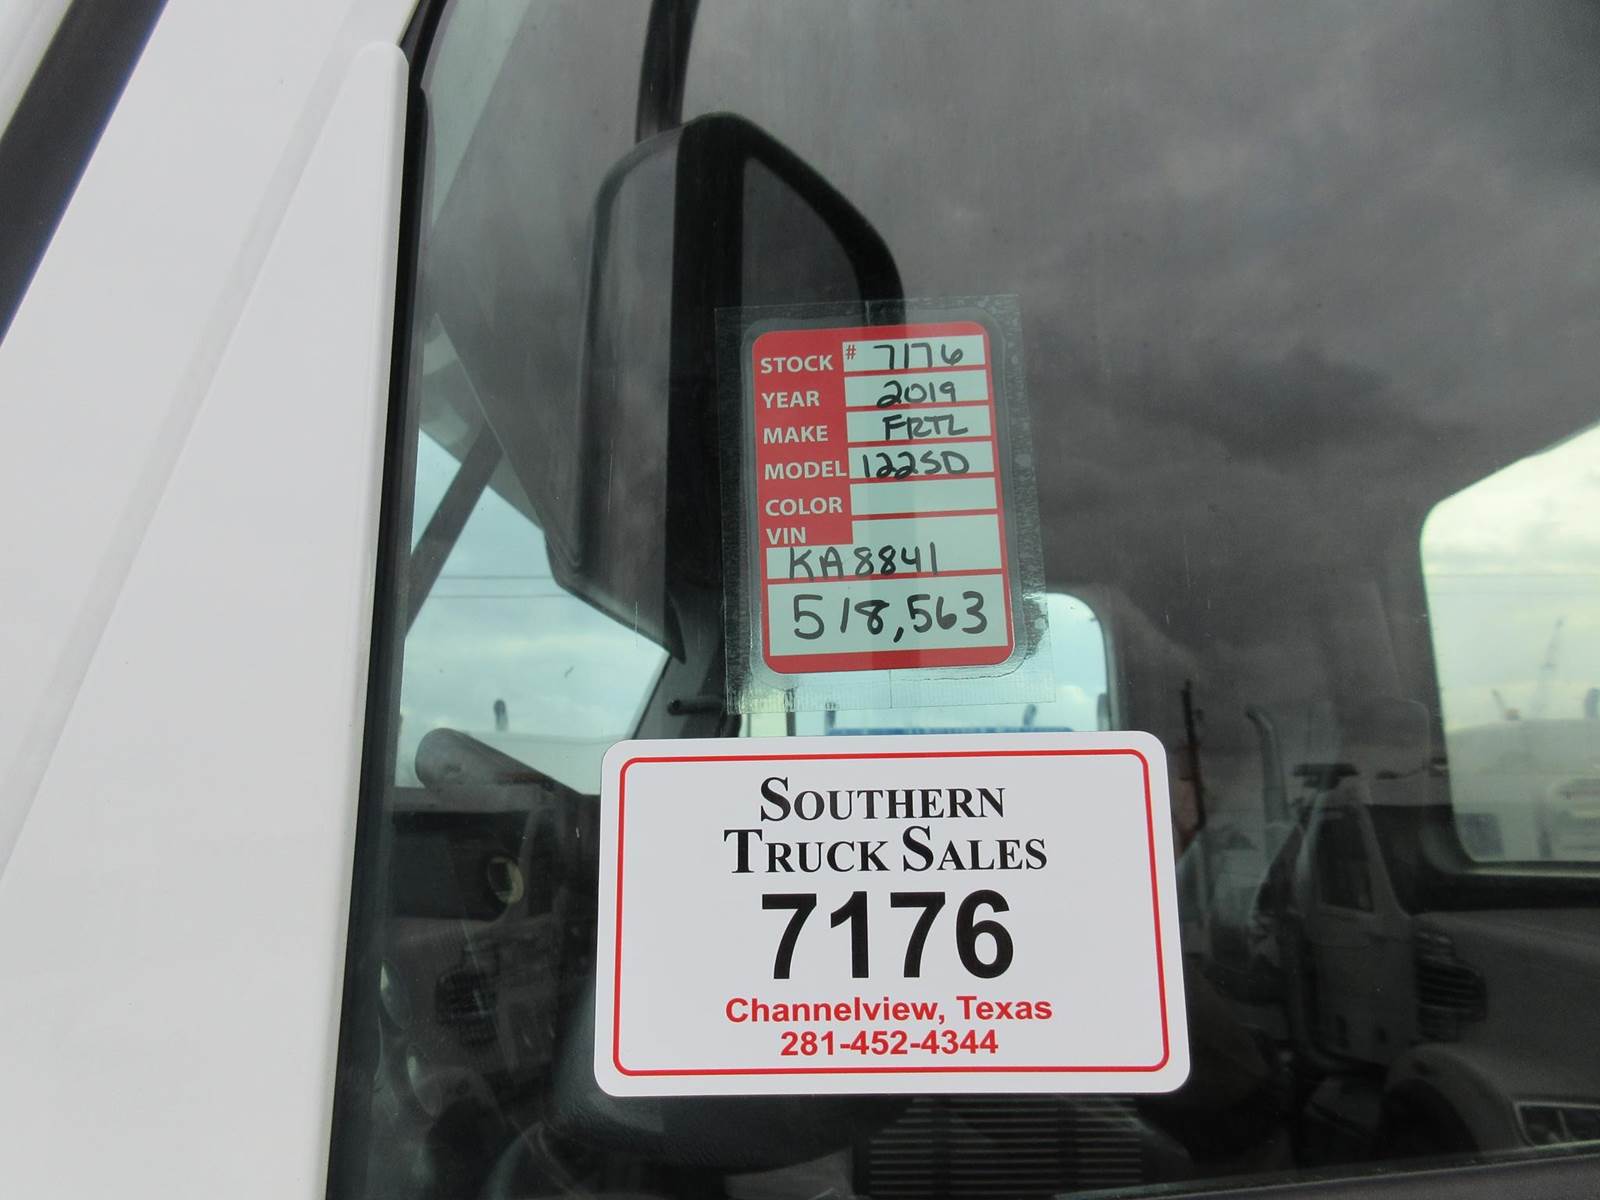 STOCK # 7176
YEAR 2019
MAKE FRTL
MODEL 122SD
COLOR
VIN
KA8841
518,563
SOUTHERN
TRUCK SALES
7176
Channelview, Texas
281-452-4344